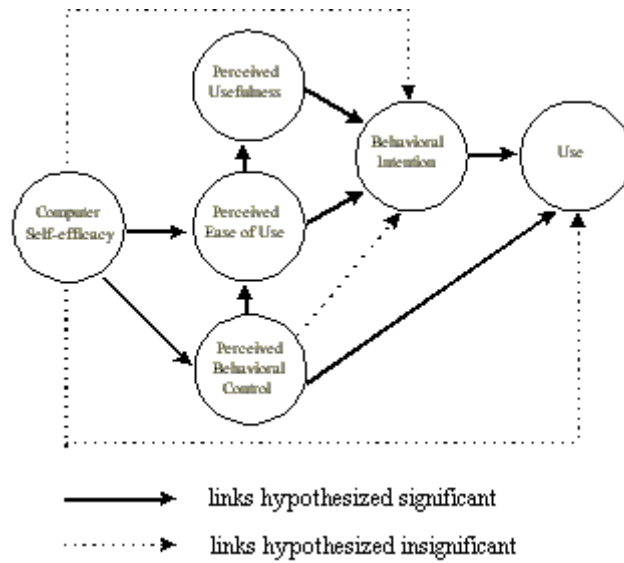 Perceived
Usefulness
Behavioral
Intention
Use
Computer
Self-efficacy
Perceived
Ease of Use
Perceived
Behavioral
Control
links hypothesized significant
links hypothesized insignificant